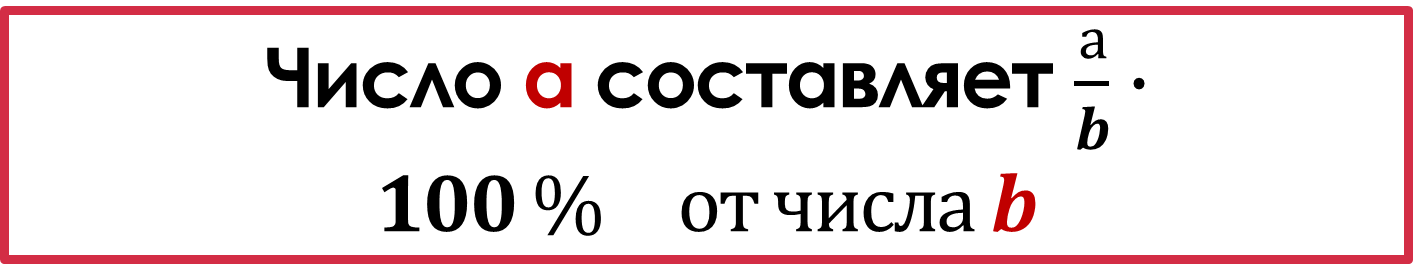 Число а составляет a/b ·
100 % от числа b